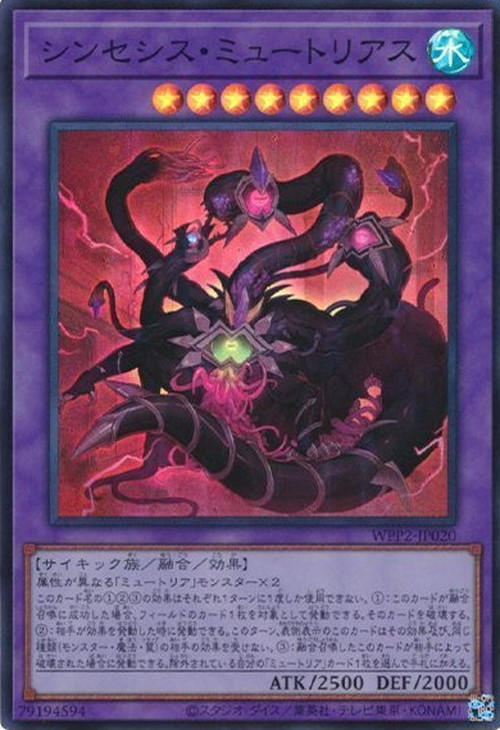 シンセシス・ミュートリアス
水
WPP2-JP020
【サイキック族/融合/効果】
属性が異なる「ミュートリア」モンスター×2
このカード名の①②③の効果はそれぞれ1ターンに1度しか使用できない。①:このカードが融合
召喚に成功した場合、フィールドのカード1枚を対象として発動できる。そのカードを破壊する。
②:相手が効果を発動した時に発動できる。このターン、表側表示のこのカードはその効果及び、同じ
種類(モンスター・魔法・罠)の相手の効果を受けない。③:融合召喚したこのカードが相手によって
破壊された場合に発動できる。除外されている自分の「ミュートリア」カード1枚を選んで手札に加える。
ATK/2500 DEF/2000
79194594 ©スタジオ・ダイス/集英社・テレビ東京・KONAMI